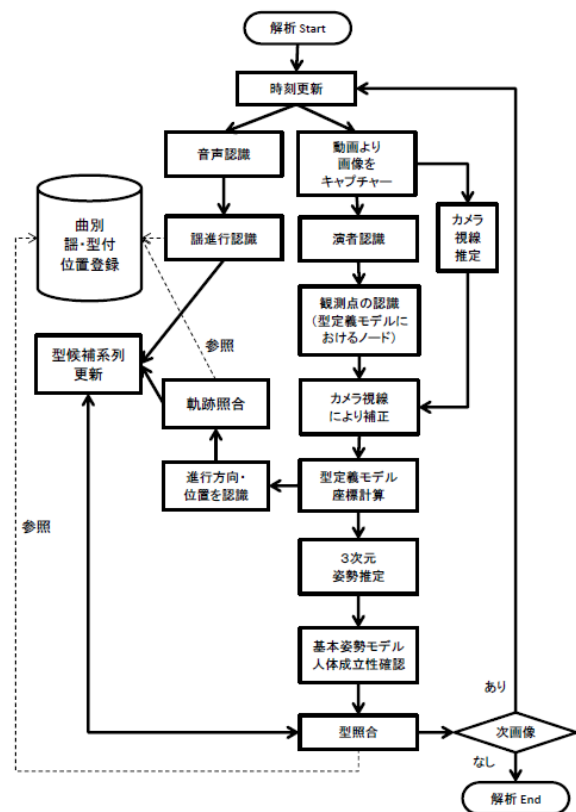 解析 Start
時刻更新
音声認識
動画より
画像を
キャプチャー
曲別
謡・型付
位置登録
謡進行認識
演者認識
カメラ
視線
推定
観測点の認識
(型定義モデルに
おけるノード)
参照
型候補系列
更新
軌跡照合
カメラ視線
により補正
進行方向・
位置を認識
型定義モデル
座標計算
参照
3次元
姿勢推定
基本姿勢モデル
人体成立性確認
あり
型照合
次画像
なし
解析 End